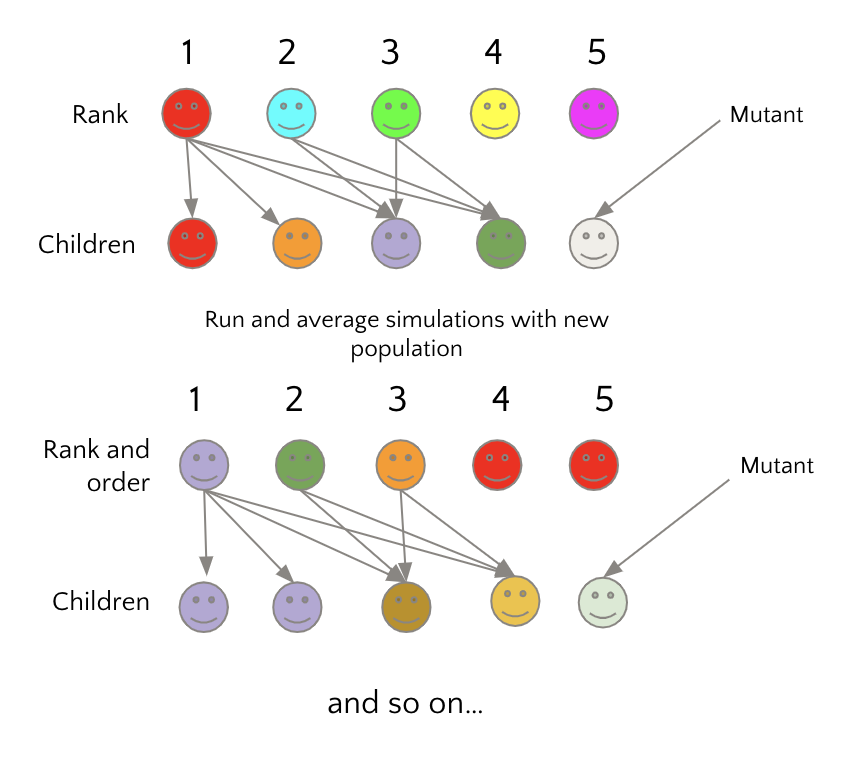 1 2 3 4 5
Rank
Mutant
Children
Run and average simulations with new
population
1 2 3 4 5
Rank and
order
Mutant
Children
and so on...